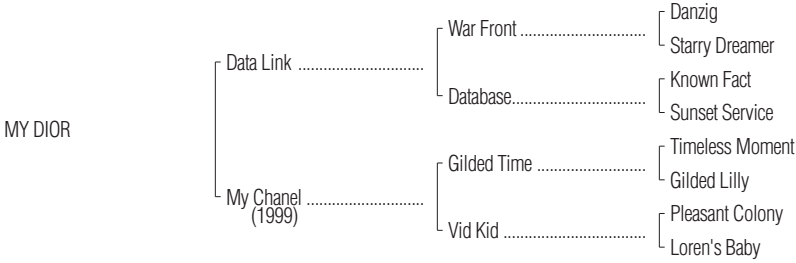 Danzig
War Front ..............................
Starry Dreamer
Data Link ..............................
Known Fact
Database................................
Sunset Service
MY DIOR
Timeless Moment
Gilded Time ..........................
Gilded Lilly
My Chanel ............................
(1999)
Pleasant Colony
Vid Kid ..................................
Loren's Baby